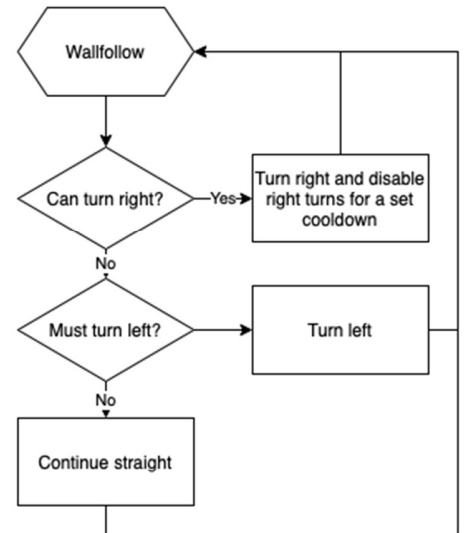 Wallfollow
Can turn right?
Yes
Turn right and disable
right turns for a set
cooldown
No
Must turn left?
Turn left
No
Continue straight